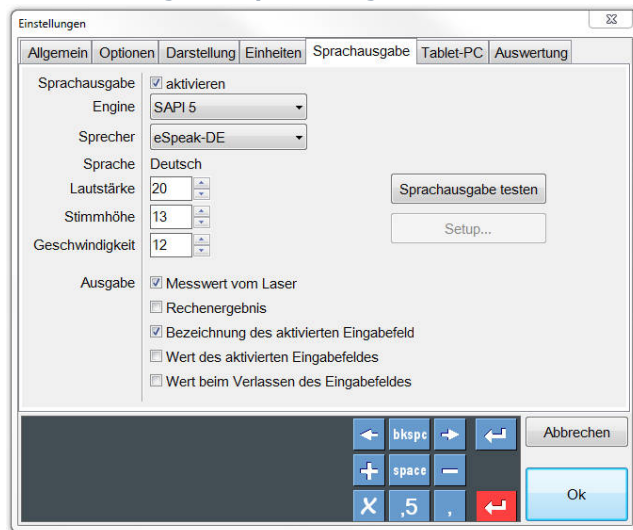 Einstellungen
Allgemein Optionen Darstellung Einheiten Sprachausgabe Tablet-PC Auswertung
Sprachausgabe aktivieren
Engine SAPI 5
Sprecher eSpeak-DE
Sprache Deutsch
Lautstärke 20
Sprachausgabe testen
Stimmhöhe 13
Setup...
Geschwindigkeit 12
Ausgabe Messwert vom Laser
Rechenergebnis
Bezeichnung des aktivierten Eingabefeld
Wert des aktivierten Eingabefeldes
Wert beim Verlassen des Eingabefeldes
bkspc Abbrechen
+ space −
X ,5 , Ok